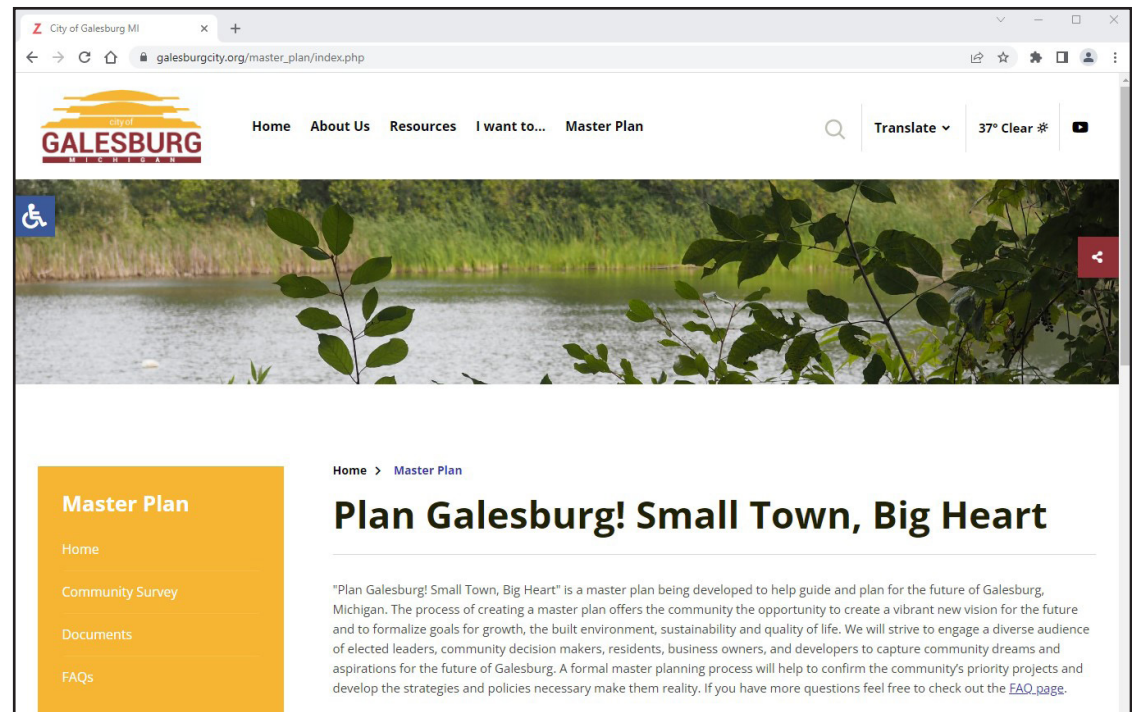 City of Galesburg MI
galesburgcity.org/master_plan/index.php
city of
GALESBURG
MICHIGAN
Home About Us Resources I want to... Master Plan Translate 37° Clear
Master Plan
Home
Community Survey
Documents
FAQs
Home > Master Plan
Plan Galesburg! Small Town, Big Heart
"Plan Galesburg! Small Town, Big Heart" is a master plan being developed to help guide and plan for the future of Galesburg,
Michigan. The process of creating a master plan offers the community the opportunity to create a vibrant new vision for the future
and to formalize goals for growth, the built environment, sustainability and quality of life. We will strive to engage a diverse audience
of elected leaders, community decision makers, residents, business owners, and developers to capture community dreams and
aspirations for the future of Galesburg. A formal master planning process will help to confirm the community's priority projects and
develop the strategies and policies necessary make them reality. If you have more questions feel free to check out the FAQ page.